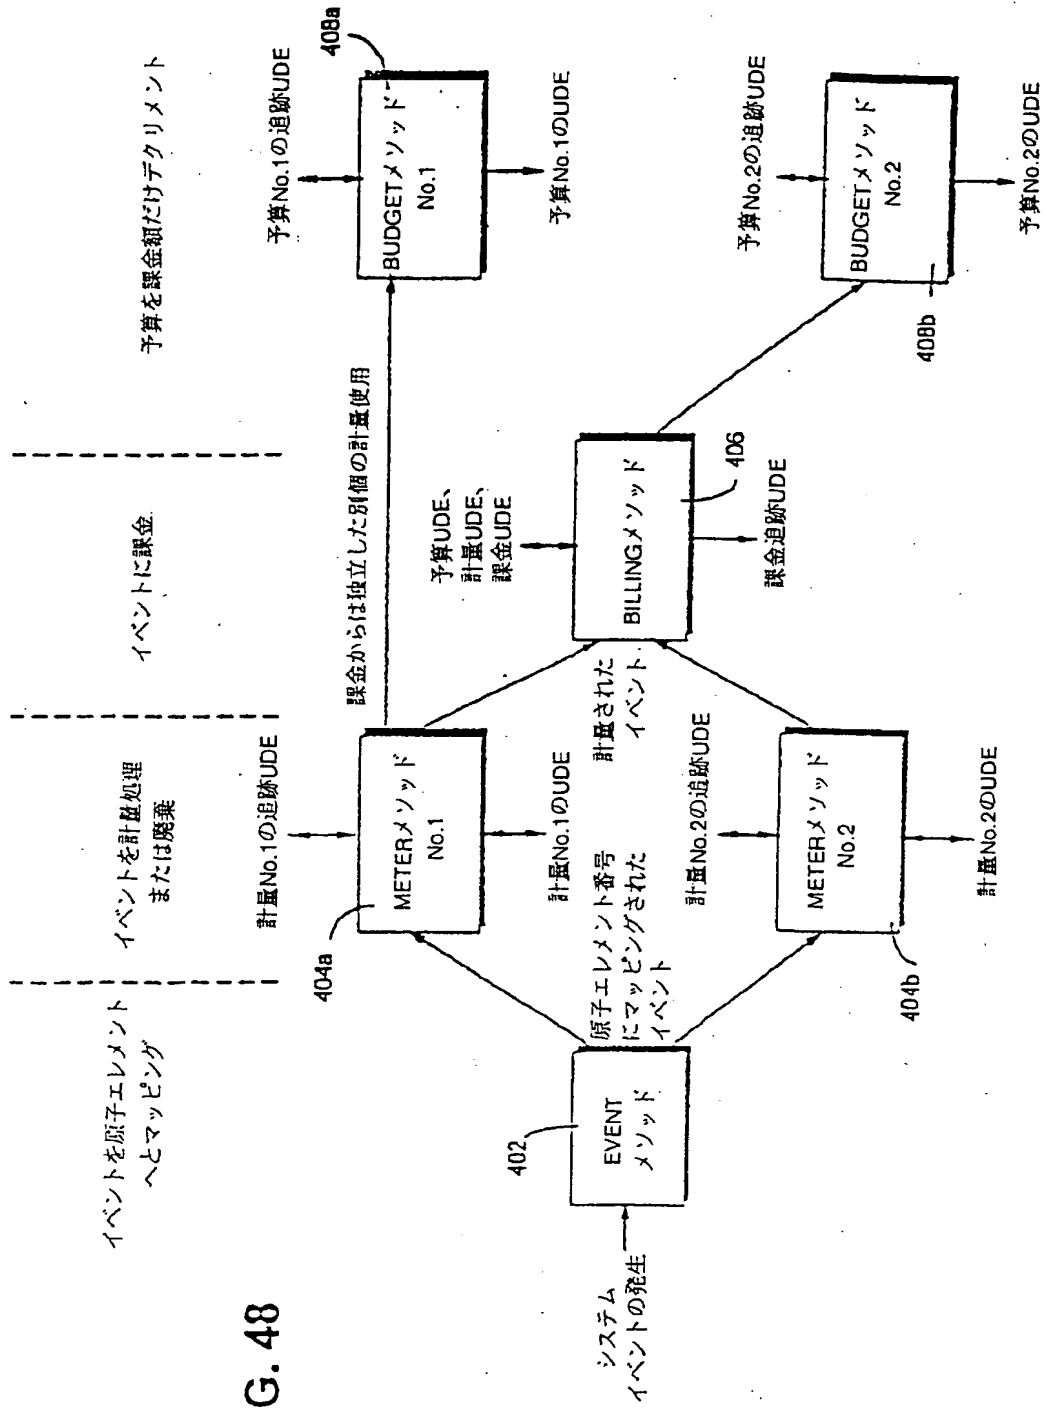 G. 48
イベントを原子エレメント
へとマッピング
イベントを計量処理
または廃棄
イベントに課金
予算を課金額だけデクリメント
システム
イベントの発生
402
EVENT
メソッド
原子エレメント番号
にマッピングされた
イベント
404a
計量No.1の追跡UDE
METERメソッド
No.1
計量No.1のUDE
計量No.2の追跡UDE
METERメソッド
No.2
404b
計量No.2のUDE
計量された
イベント
課金からは独立した別個の計量使用
予算UDE、
計量UDE、
課金UDE
BILLINGメソッド
406
課金追跡UDE
予算No.1の追跡UDE
408a
BUDGETメソッド
No.1
予算No.1のUDE
予算No.2の追跡UDE
BUDGETメソッド
No.2
408b
予算No.2のUDE